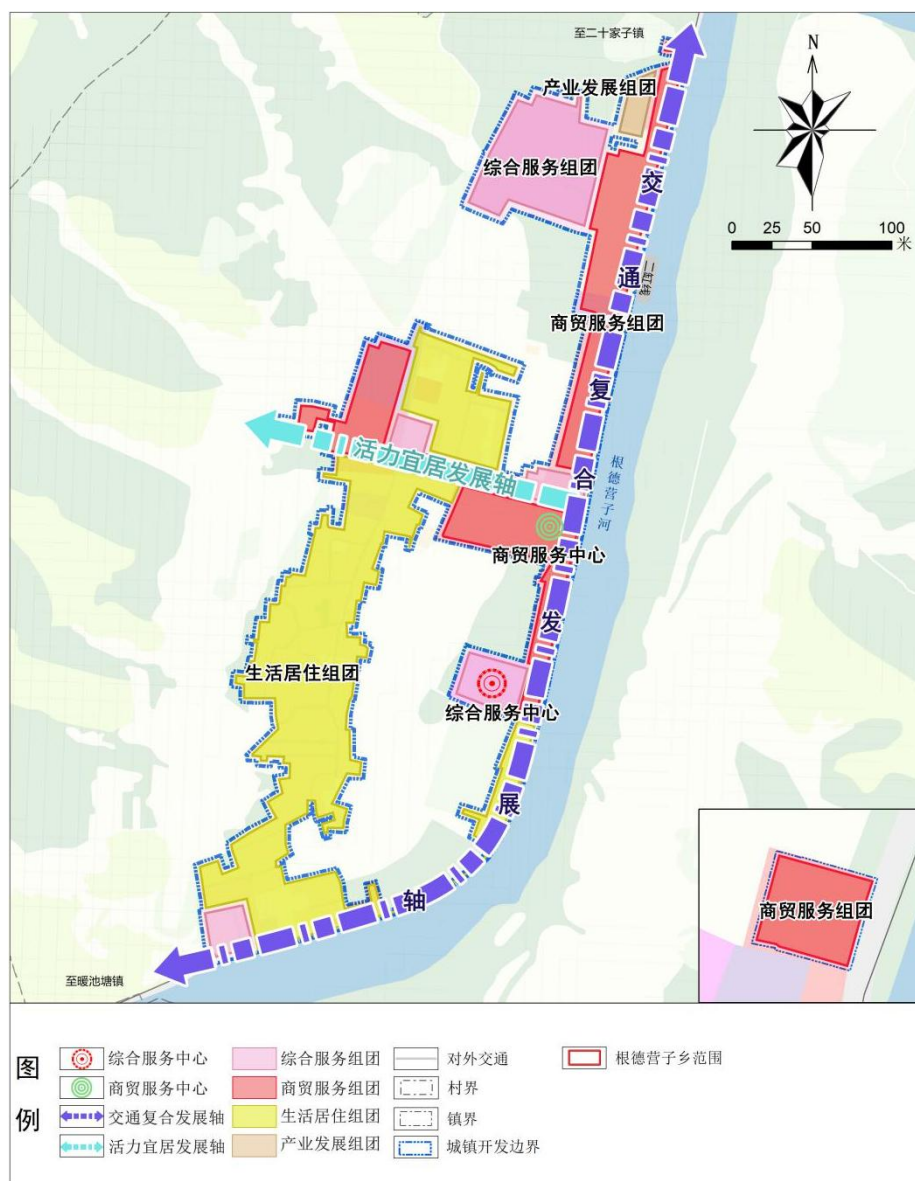 至二十家子镇
N
产业发展组团
综合服务组团
0 25 50 100
米
交通复合发展轴
二虹线
商贸服务组团
活力宜居发展轴
根德营子河
商贸服务中心
生活居住组团
综合服务中心
商贸服务组团
至暖池塘镇
图例
综合服务中心
综合服务组团
对外交通
根德营子乡范围
商贸服务中心
商贸服务组团
村界
交通复合发展轴
生活居住组团
镇界
活力宜居发展轴
产业发展组团
城镇开发边界